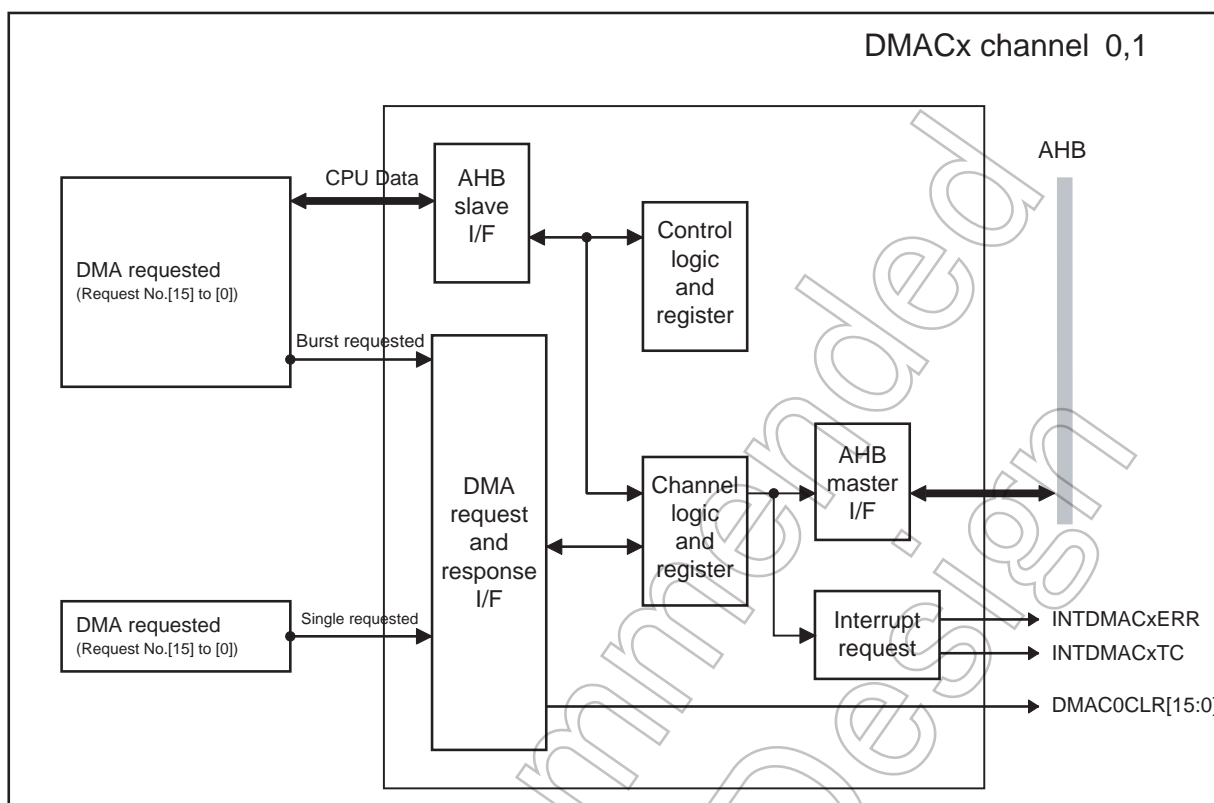 DMACx channel 0,1
AHB
CPU Data
AHB
slave
I/F
Control
logic
and
register
DMA requested
(Request No.[15] to [0])
Burst requested
DMA
request
and
response
I/F
Channel
logic
and
register
AHB
master
I/F
DMA requested
(Request No.[15] to [0])
Single requested
Interrupt
request
INTDMACxERR
INTDMACxTC
DMAC0CLR[15:0]
mmended
Design